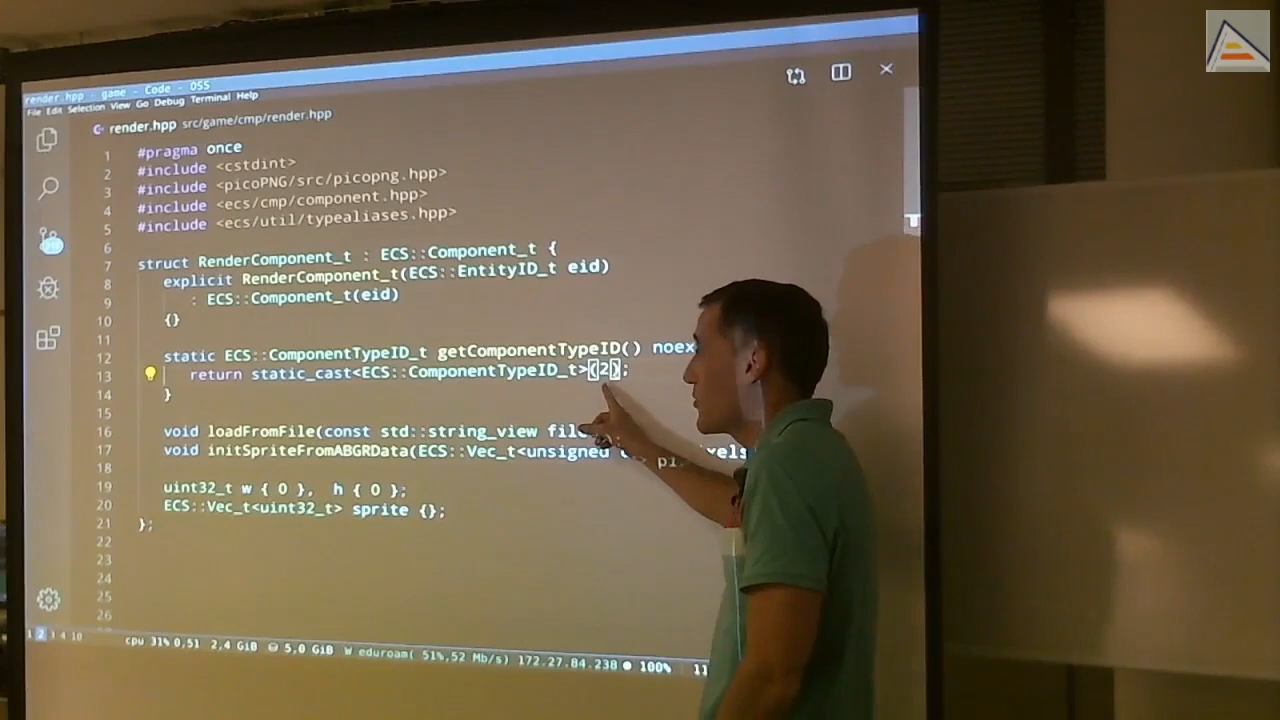 render.hpp - game - Code - OSS
File Edit Selection View Go Debug Terminal Help
render.hpp src/game/cmp/render.hpp
1 #pragma once
2 #include <cstdint>
3 #include <picoPNG/src/picopng.hpp>
4 #include <ecs/cmp/component.hpp>
5 #include <ecs/util/typealiases.hpp>
6
7 struct RenderComponent_t : ECS::Component_t {
8 explicit RenderComponent_t(ECS::EntityID_t eid)
9 : ECS::Component_t(eid)
10 {}
11
12 static ECS::ComponentTypeID_t getComponentTypeID() noex
13 return static_cast<ECS::ComponentTypeID_t>(2);
14 }
15
16 void loadFromFile(const std::string_view file
17 void initSpriteFromABGRData(ECS::Vec_t<unsigned
18
19 uint32_t w { 0 }, h { 0 };
20 ECS::Vec_t<uint32_t> sprite {};
21 };
22
23
24
25
26
1 2 3 4 10 cpu 31% 0,51 2,4 GiB 5,0 GiB W eduroam( 51%,52 Mb/s) 172.27.84.238 100% 11